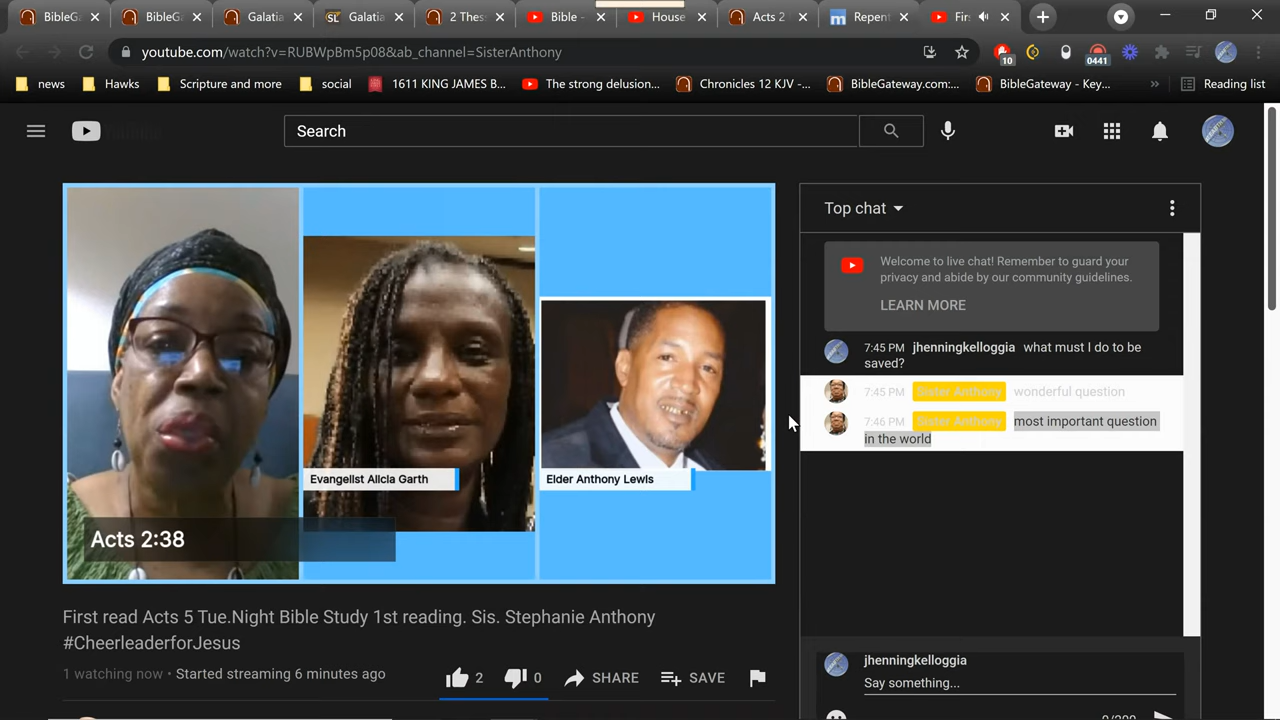 BibleG
BibleG
Galatia
Galatia
2 Thess
Bible -
House
Acts 2
Repent
Firs
youtube.com/watch?v=RUBWpBm5p08&ab_channel=SisterAnthony
10
0441
news Hawks Scripture and more social 1611 KING JAMES B... The strong delusion... Chronicles 12 KJV -... BibleGateway.com:... BibleGateway - Key... » Reading list
Search
Top chat
Welcome to live chat! Remember to guard your
privacy and abide by our community guidelines.
LEARN MORE
7:45 PM jhenningkelloggia what must I do to be
saved?
7:45 PM Sister Anthony wonderful question
7:46 PM Sister Anthony most important question
in the world
Evangelist Alicia Garth
Elder Anthony Lewis
Acts 2:38
First read Acts 5 Tue.Night Bible Study 1st reading. Sis. Stephanie Anthony
#CheerleaderforJesus
1 watching now • Started streaming 6 minutes ago
2 0 SHARE SAVE
jhenningkelloggia
Say something...